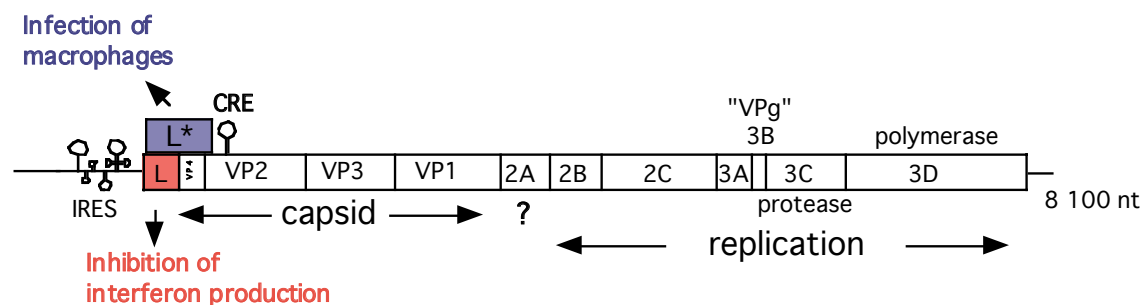 Infection of
macrophages
CRE
"VPg"
3B
polymerase
L*
L
VP4
VP2
VP3
VP1
2A
2B
2C
3A
3C
3D
IRES
capsid
?
protease
8 100 nt
replication
Inhibition of
interferon production